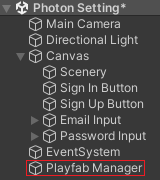 Photon Setting*
Main Camera
Directional Light
Canvas
Scenery
Sign In Button
Sign Up Button
Email Input
Password Input
EventSystem
Playfab Manager